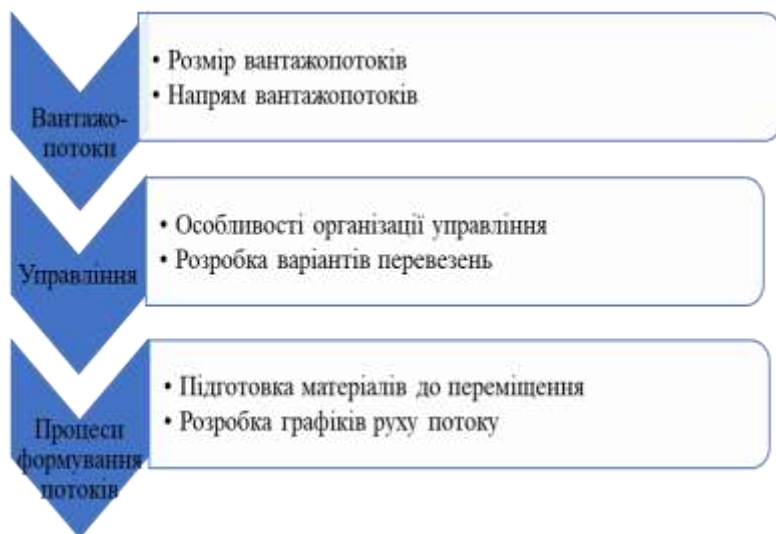 Вантажо-
потоки
• Розмір вантажопотоків
• Напрям вантажопотоків
Управління
• Особливості організації управління
• Розробка варіантів перевезень
Процеси
формування
потоків
• Підготовка матеріалів до переміщення
• Розробка графіків руху потоку